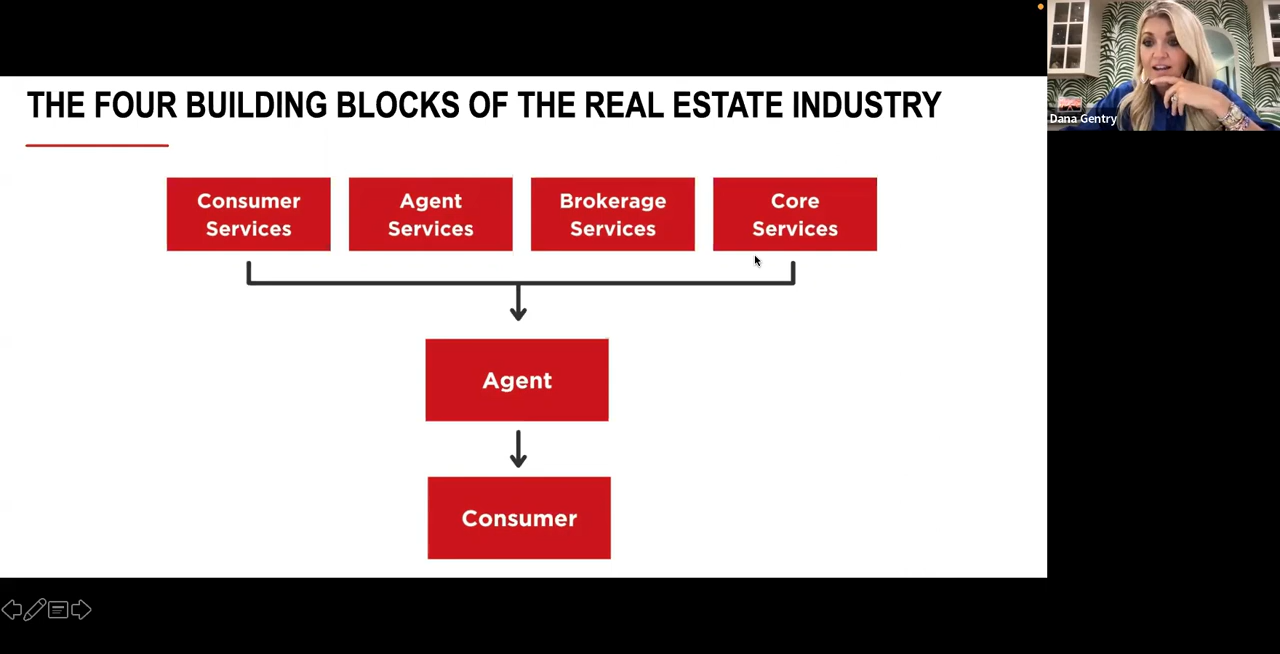 THE FOUR BUILDING BLOCKS OF THE REAL ESTATE INDUSTRY
Dana Gentry
Consumer
Services
Agent
Services
Brokerage
Services
Core
Services
Agent
Consumer